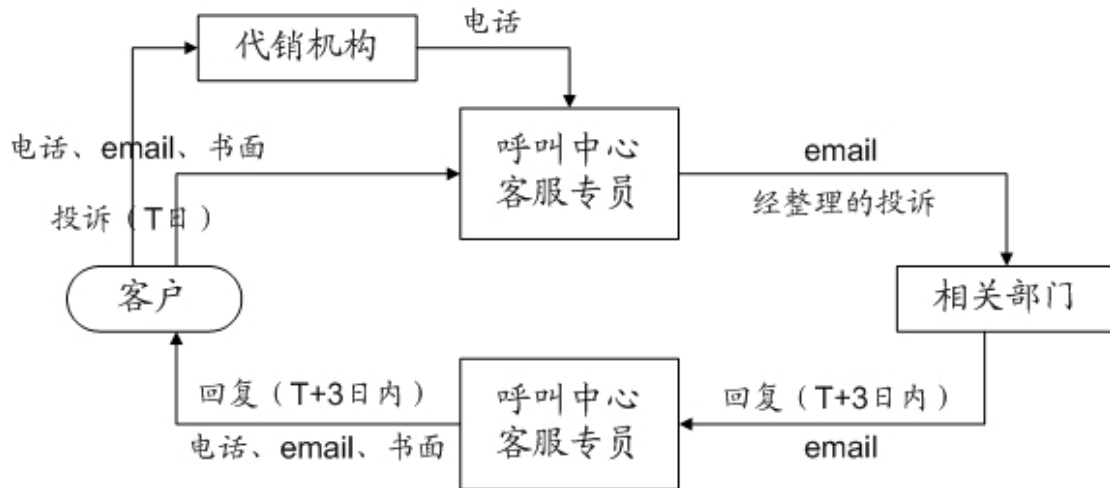 代销机构
电话
电话、email、书面
投诉（T日）
呼叫中心
客服专员
email
经整理的投诉
客户
相关部门
回复（T+3日内）
电话、email、书面
呼叫中心
客服专员
回复（T+3日内）
email